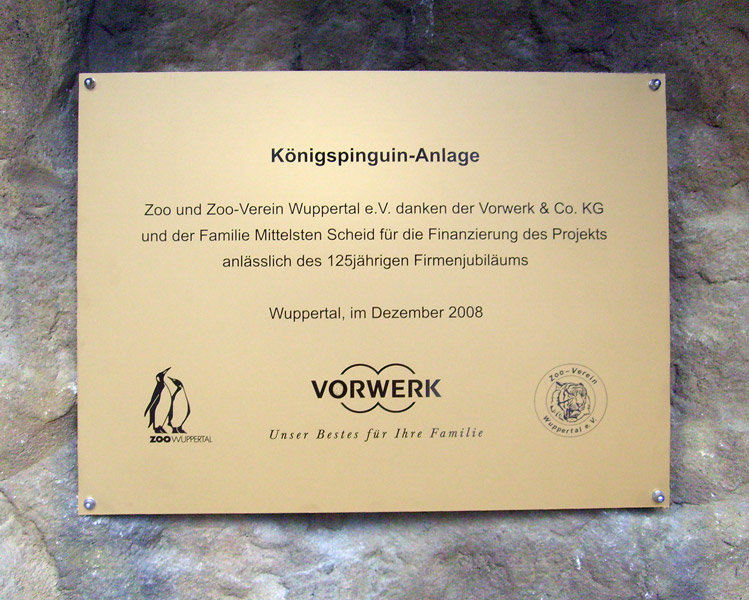 Königspinguin-Anlage
Zoo und Zoo-Verein Wuppertal e.V. danken der Vorwerk & Co. KG
und der Familie Mittelsten Scheid für die Finanzierung des Projekts
anlässlich des 125jährigen Firmenjubiläums
Wuppertal, im Dezember 2008
ZOO WUPPERTAL
VORWERK
Unser Bestes für Ihre Familie
Zoo-Verein
Wuppertal e.V.